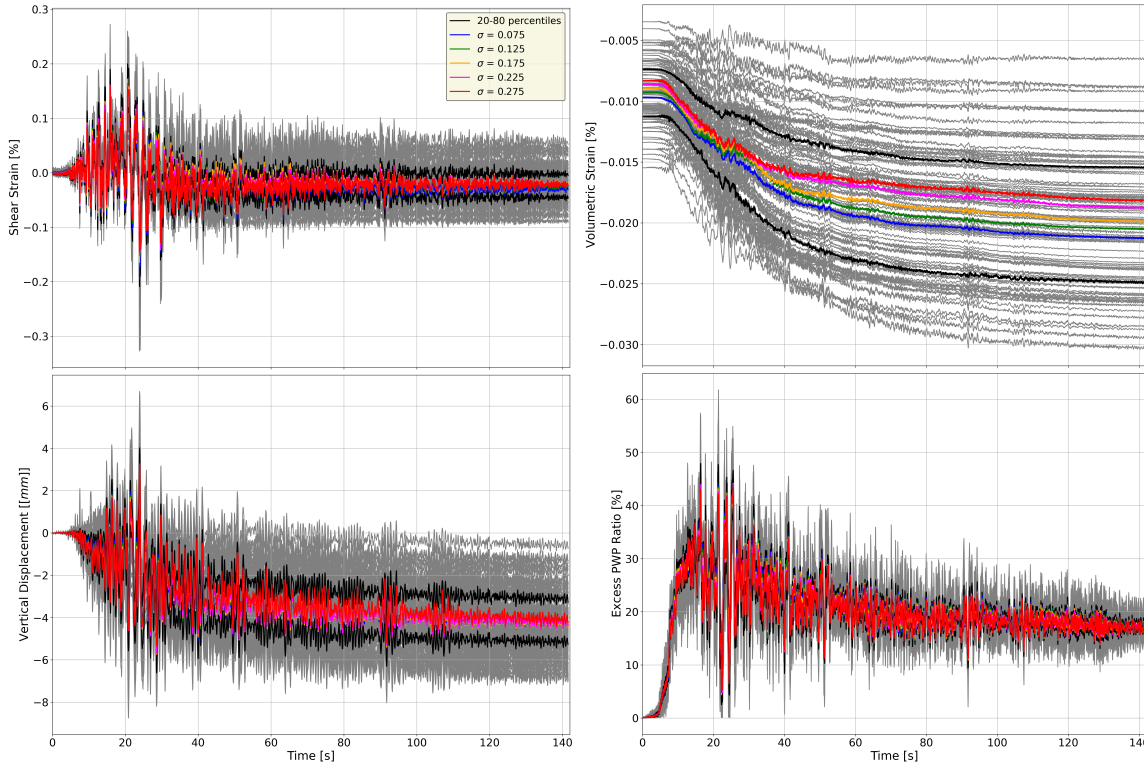 0.3
0.2
0.1
0.0
−0.1
−0.2
−0.3
Shear Strain [%]
20-80 percentiles
σ = 0.075
σ = 0.125
σ = 0.175
σ = 0.225
σ = 0.275
−0.005
−0.010
−0.015
−0.020
−0.025
−0.030
Volumetric Strain [%]
6
4
2
0
−2
−4
−6
−8
Vertical Displacement [[mm]]
0 20 40 60 80 100 120 140
Time [s]
60
50
40
30
20
10
0
Excess PWP Ratio [%]
0 20 40 60 80 100 120 140
Time [s]